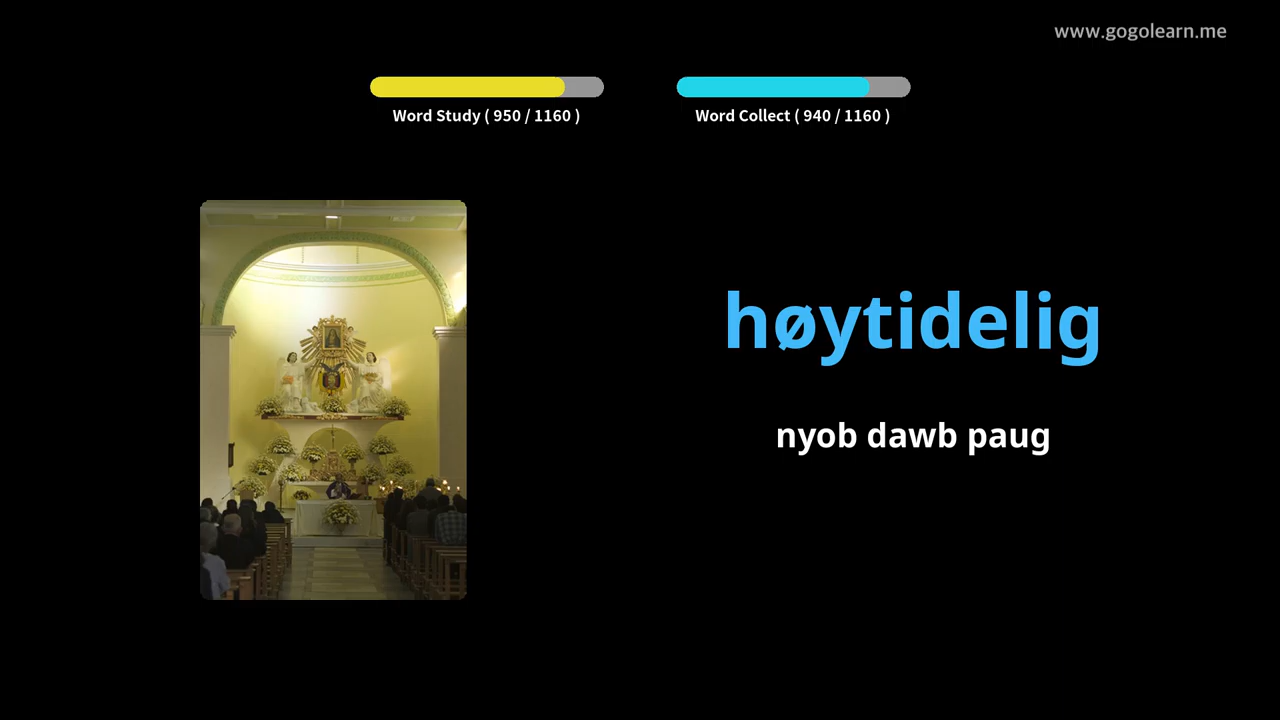 www.gogolearn.me
Word Study ( 950 / 1160 )
Word Collect ( 940 / 1160 )
høytidelig
nyob dawb paug